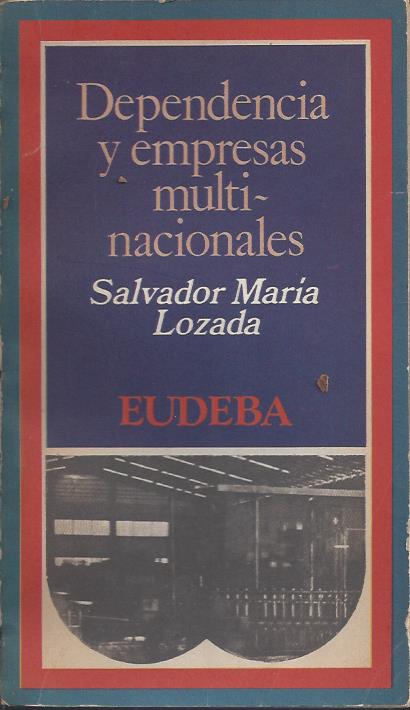 Dependencia
y empresas
multi-
nacionales
Salvador María
Lozada
EUDEBA